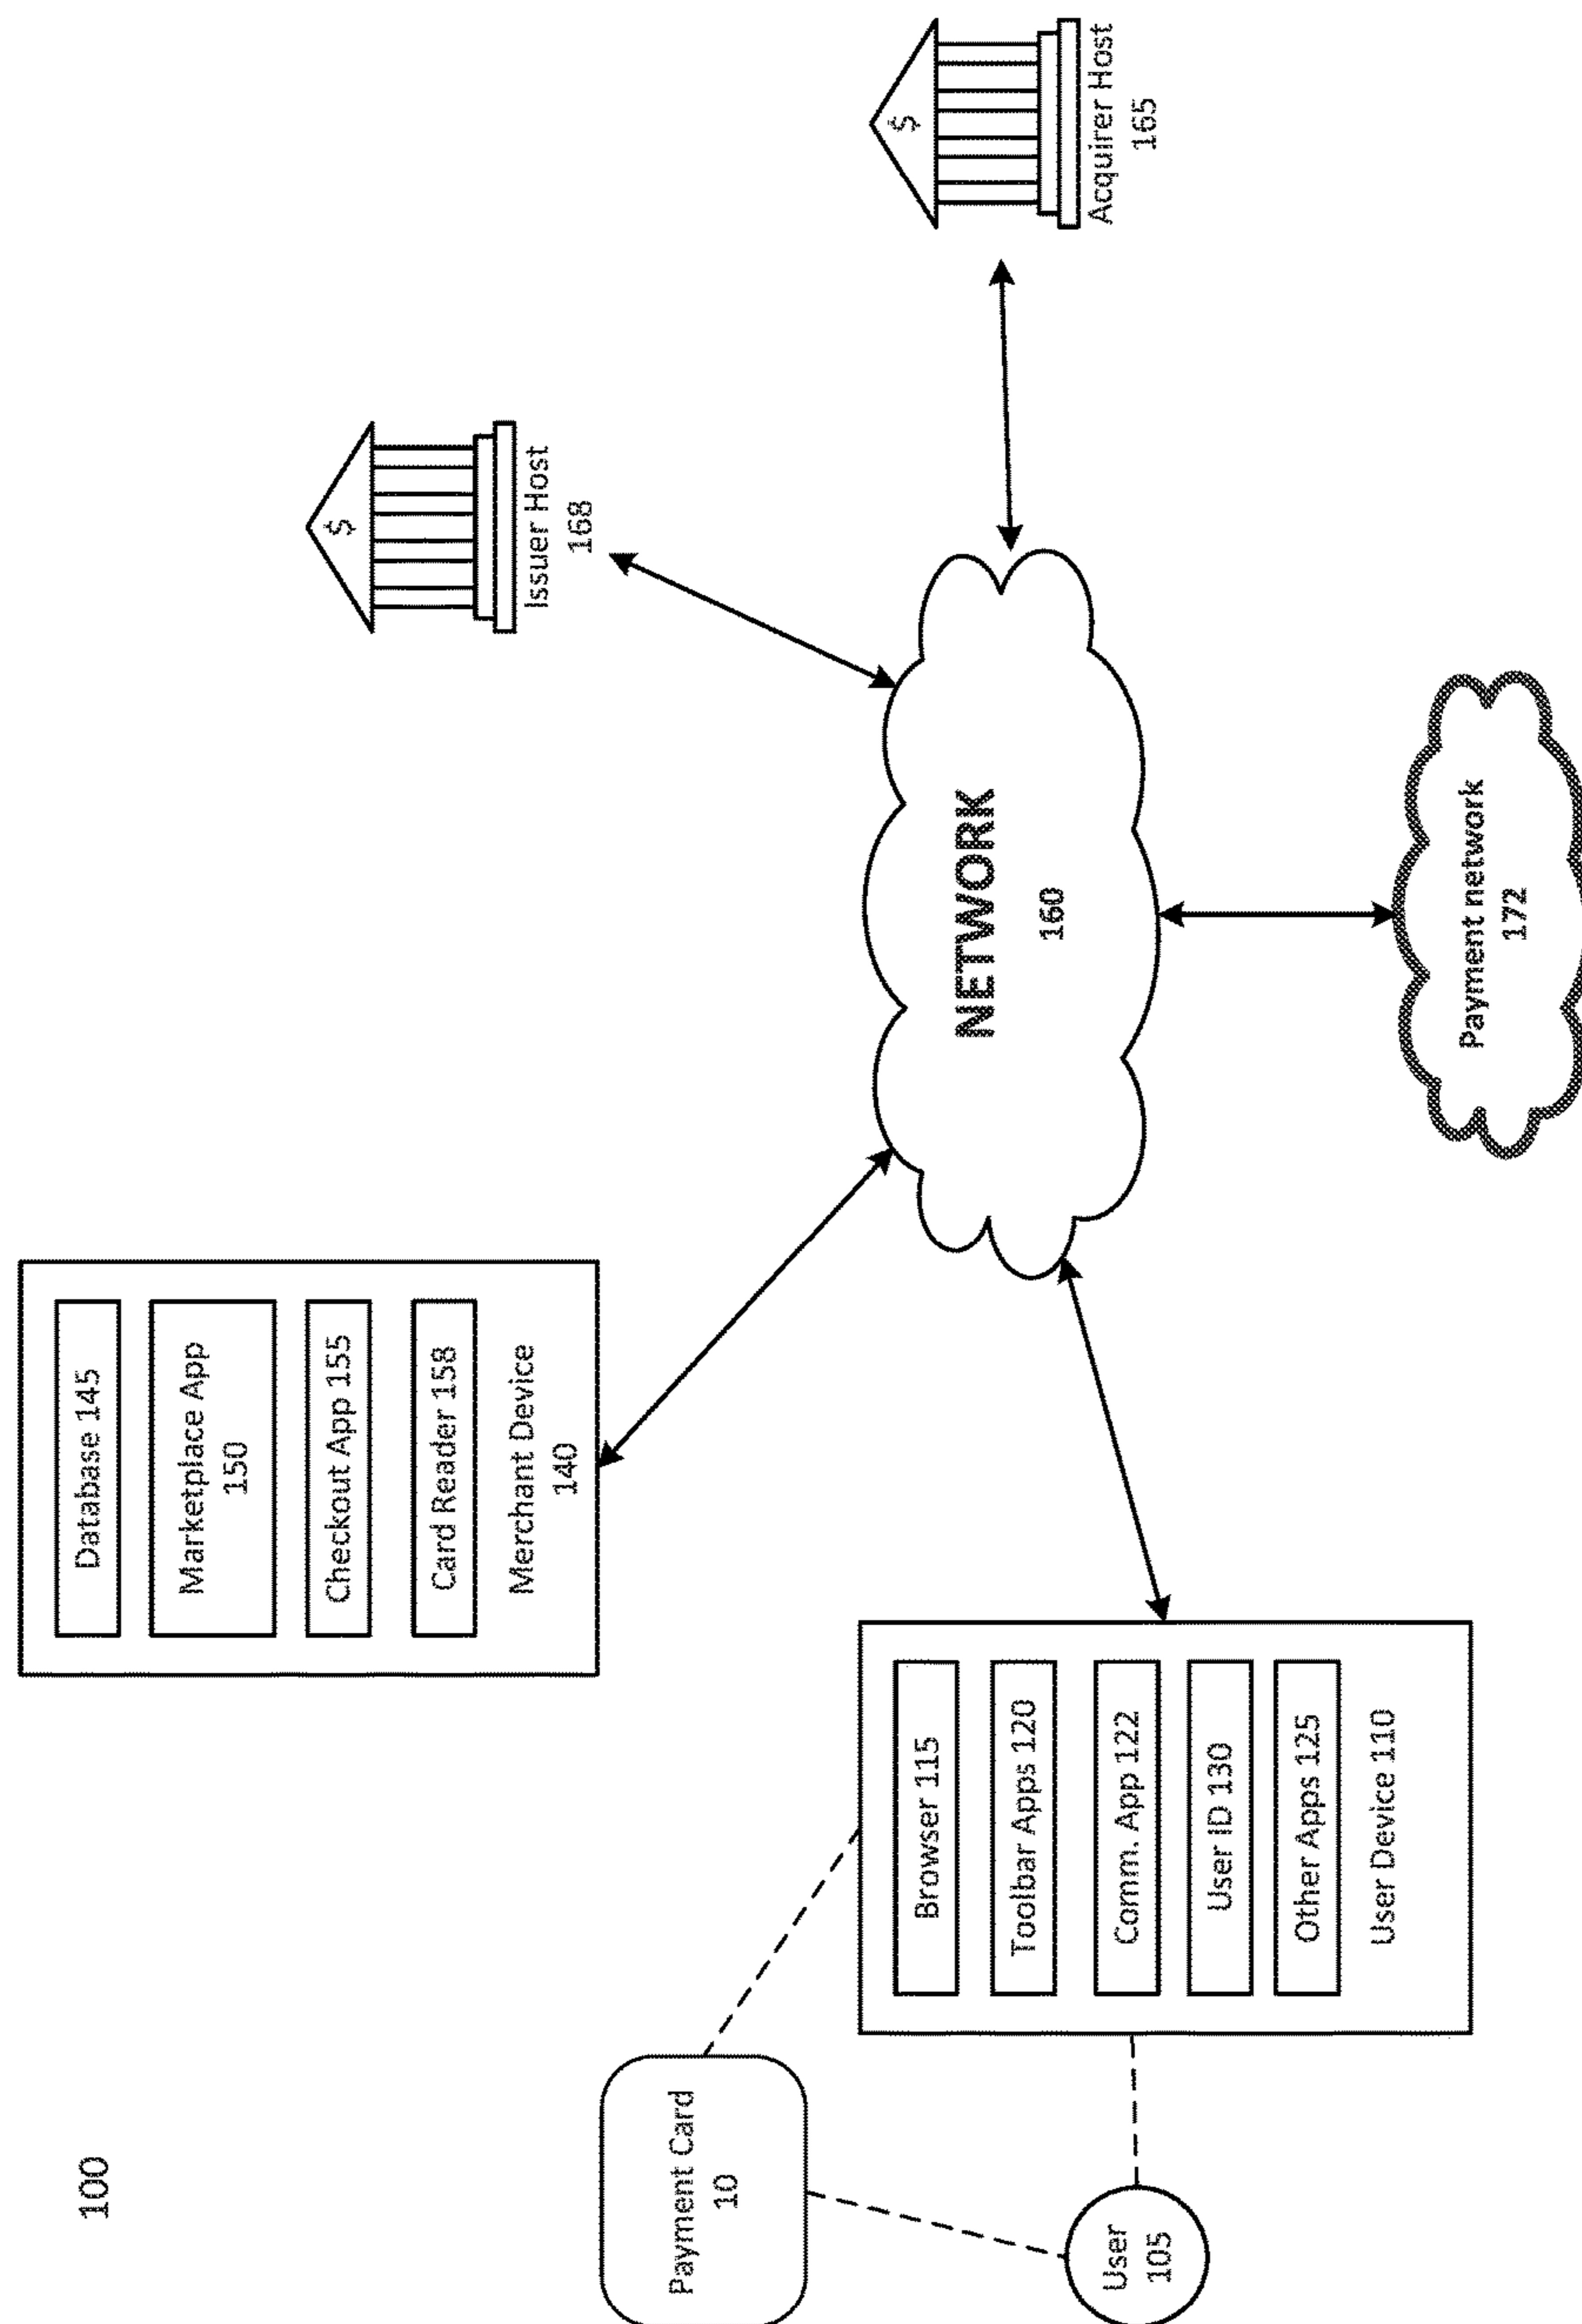 100
Database 145
Marketplace App
150
Checkout App 155
Card Reader 158
Merchant Device
140
$
Issuer Host
168
Payment Card
10
User
105
Browser 115
Toolbar Apps 120
Comm. App 122
User ID 130
Other Apps 125
User Device 110
NETWORK
160
$
Acquirer Host
165
Payment network
172